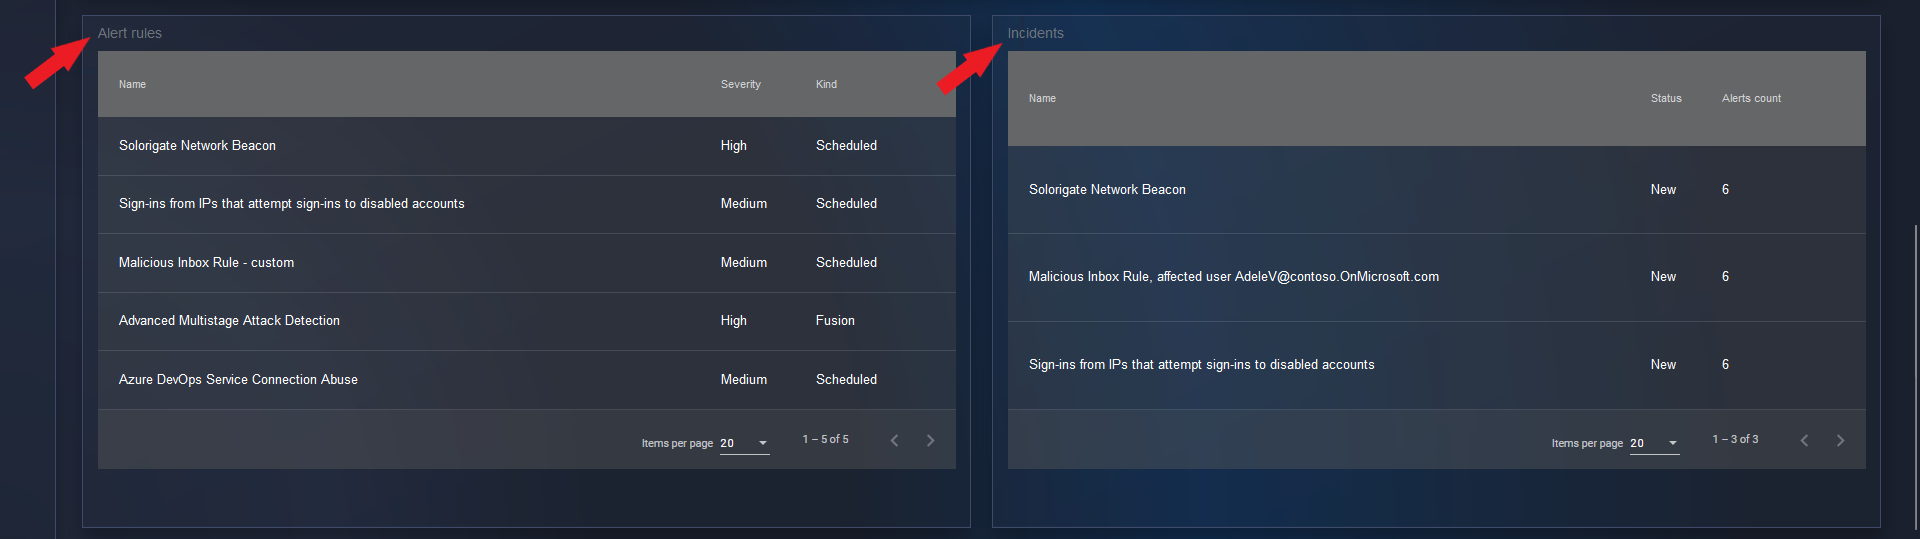 Alert rules
Name Severity Kind
Solorigate Network Beacon High Scheduled
Sign-ins from IPs that attempt sign-ins to disabled accounts Medium Scheduled
Malicious Inbox Rule - custom Medium Scheduled
Advanced Multistage Attack Detection High Fusion
Azure DevOps Service Connection Abuse Medium Scheduled
Items per page 20 1 – 5 of 5
Incidents
Name Status Alerts count
Solorigate Network Beacon New 6
Malicious Inbox Rule, affected user AdeleV@contoso.OnMicrosoft.com New 6
Sign-ins from IPs that attempt sign-ins to disabled accounts New 6
Items per page 20 1 – 3 of 3